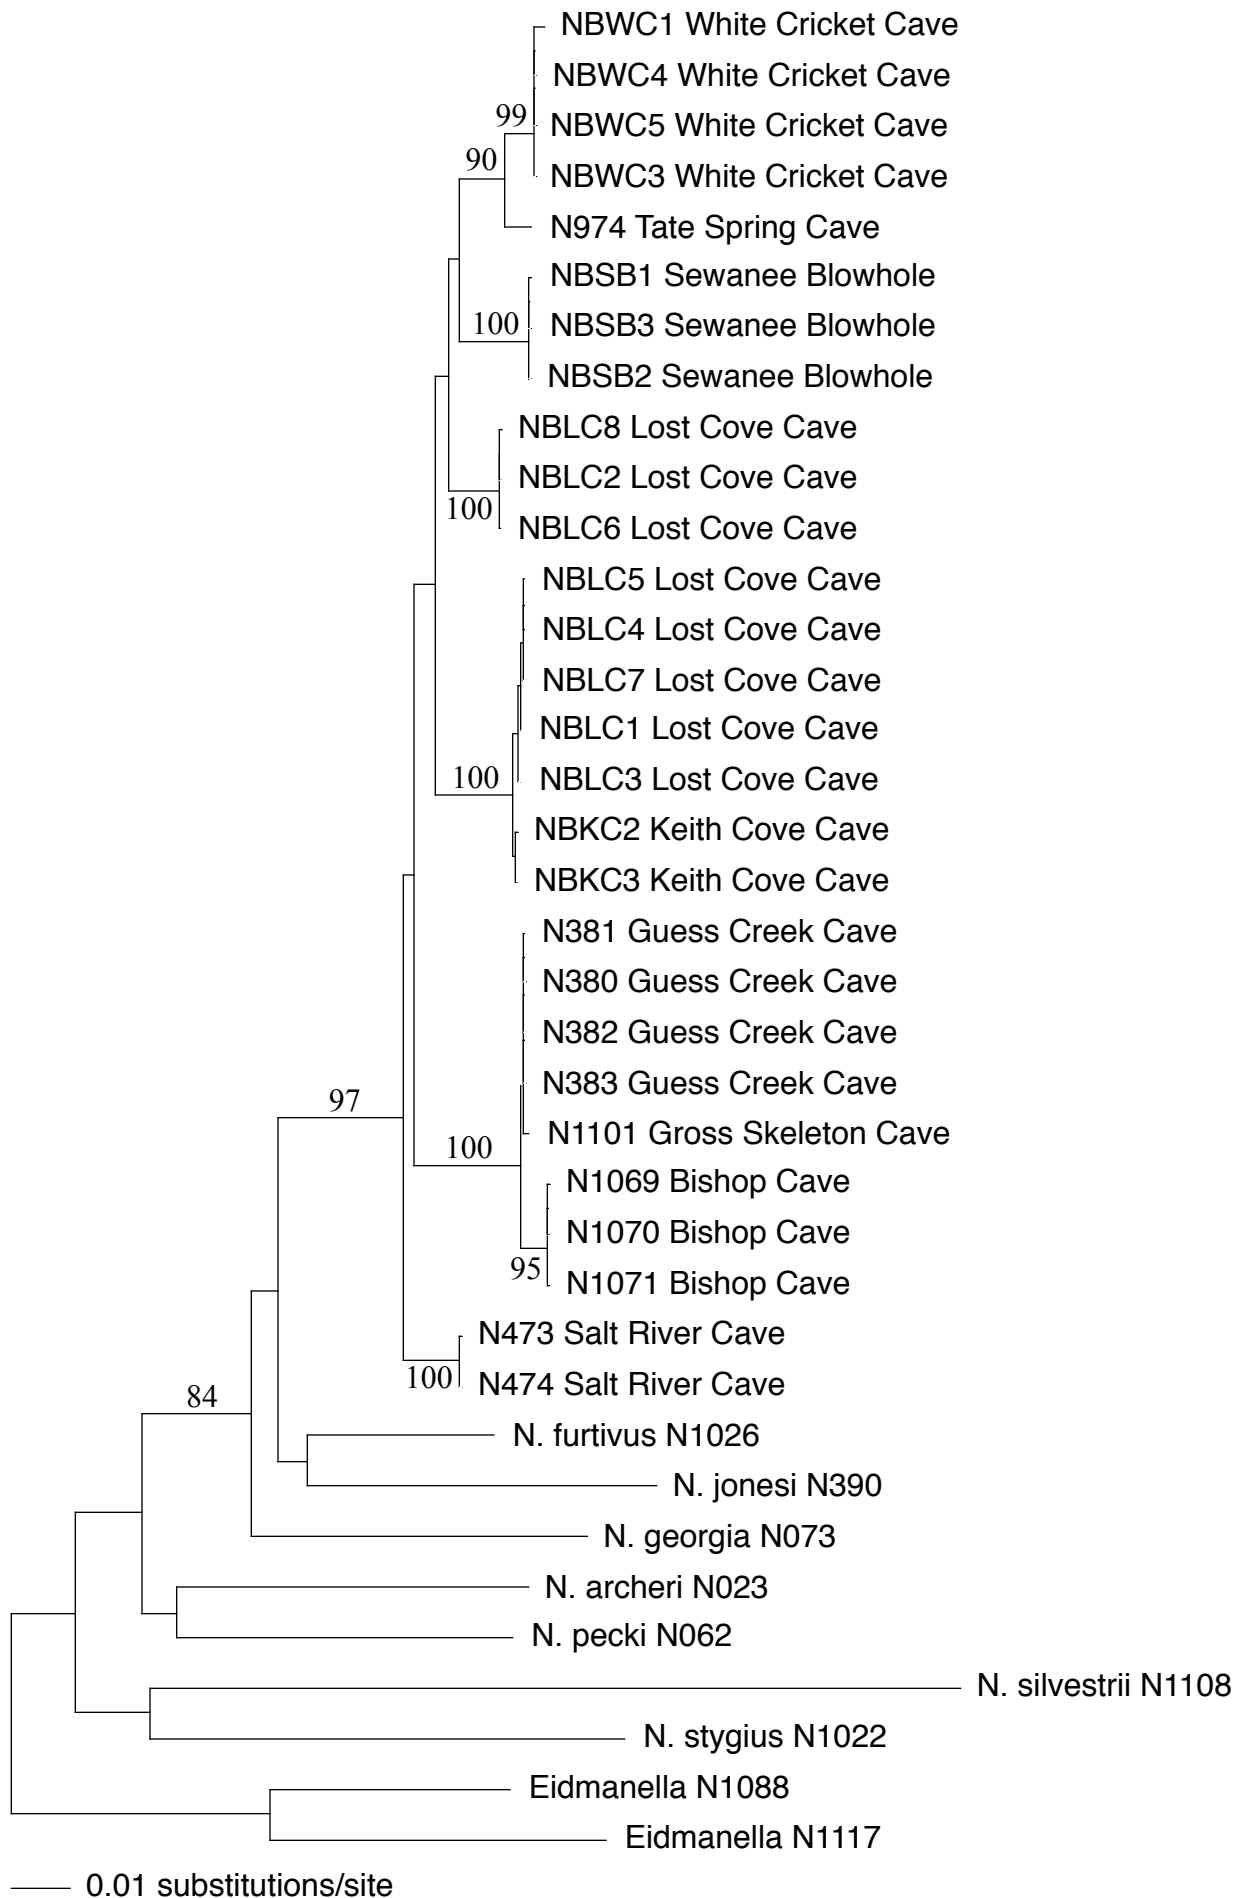 NBWC1 White Cricket Cave
NBWC4 White Cricket Cave
99
NBWC5 White Cricket Cave
90
NBWC3 White Cricket Cave
N974 Tate Spring Cave
NBSB1 Sewanee Blowhole
100
NBSB3 Sewanee Blowhole
NBSB2 Sewanee Blowhole
NBLC8 Lost Cove Cave
NBLC2 Lost Cove Cave
100
NBLC6 Lost Cove Cave
NBLC5 Lost Cove Cave
NBLC4 Lost Cove Cave
NBLC7 Lost Cove Cave
NBLC1 Lost Cove Cave
100
NBLC3 Lost Cove Cave
NBKC2 Keith Cove Cave
NBKC3 Keith Cove Cave
N381 Guess Creek Cave
N380 Guess Creek Cave
N382 Guess Creek Cave
N383 Guess Creek Cave
97
N1101 Gross Skeleton Cave
100
N1069 Bishop Cave
N1070 Bishop Cave
95
N1071 Bishop Cave
N473 Salt River Cave
100
N474 Salt River Cave
84
N. furtivus N1026
N. jonesi N390
N. georgia N073
N. archeri N023
N. pecki N062
N. silvestrii N1108
N. stygius N1022
Eidmanella N1088
Eidmanella N1117
0.01 substitutions/site